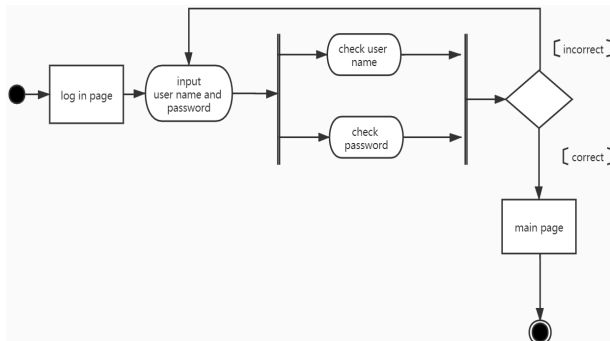 log in page
input
user name and
password
check user
name
check
password
[ incorrect ]
[ correct ]
main page